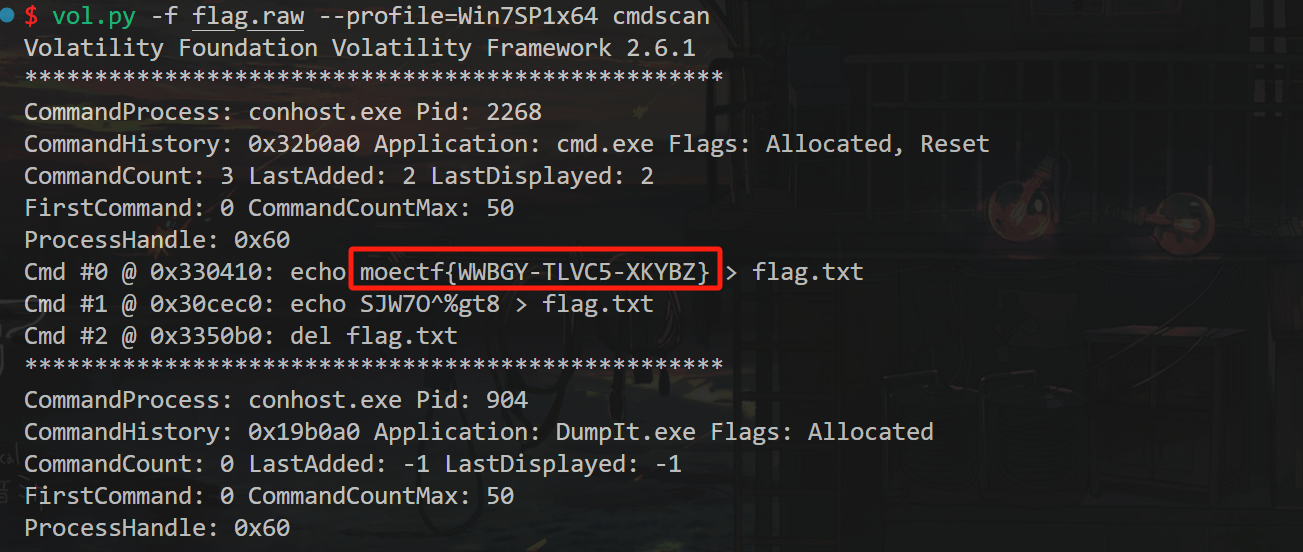 $ vol.py -f flag.raw --profile=Win7SP1x64 cmdscan
Volatility Foundation Volatility Framework 2.6.1
**************************************************
CommandProcess: conhost.exe Pid: 2268
CommandHistory: 0x32b0a0 Application: cmd.exe Flags: Allocated, Reset
CommandCount: 3 LastAdded: 2 LastDisplayed: 2
FirstCommand: 0 CommandCountMax: 50
ProcessHandle: 0x60
Cmd #0 @ 0x330410: echo moectf{WWBGY-TLVC5-XKYBZ} > flag.txt
Cmd #1 @ 0x30cec0: echo SJW7O^%gt8 > flag.txt
Cmd #2 @ 0x3350b0: del flag.txt
**************************************************
CommandProcess: conhost.exe Pid: 904
CommandHistory: 0x19b0a0 Application: DumpIt.exe Flags: Allocated
CommandCount: 0 LastAdded: -1 LastDisplayed: -1
FirstCommand: 0 CommandCountMax: 50
ProcessHandle: 0x60